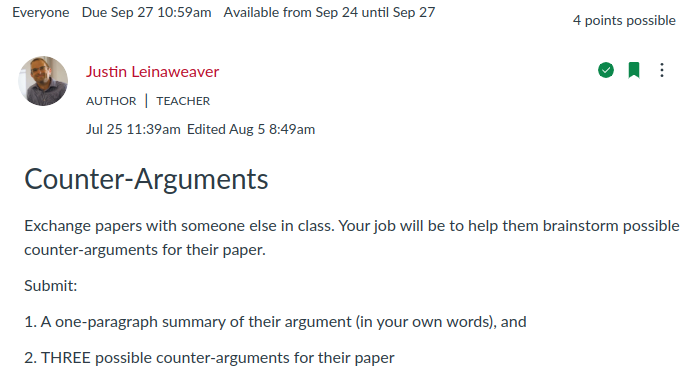 Everyone Due Sep 27 10:59am Available from Sep 24 until Sep 27
4 points possible
Justin Leinaweaver
AUTHOR | TEACHER
Jul 25 11:39am Edited Aug 5 8:49am
Counter-Arguments
Exchange papers with someone else in class. Your job will be to help them brainstorm possible
counter-arguments for their paper.
Submit:
1. A one-paragraph summary of their argument (in your own words), and
2. THREE possible counter-arguments for their paper